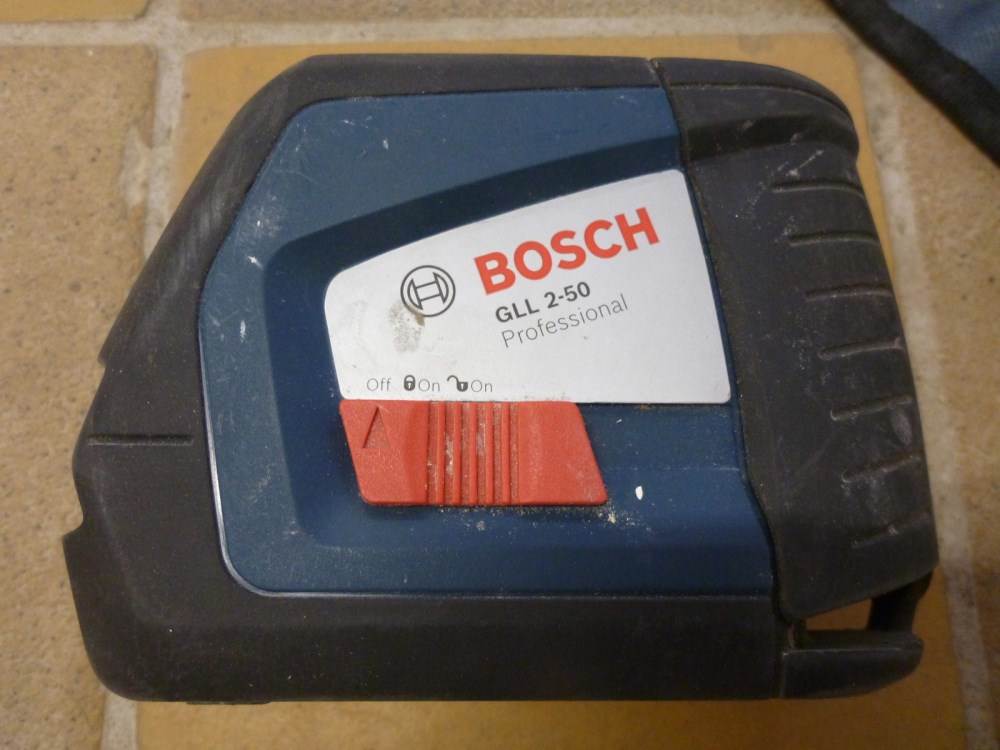 BOSCH
GLL 2-50
Professional
Off On On